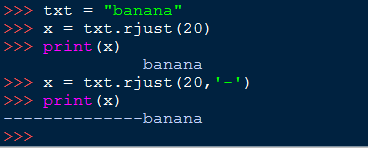 >>> txt = "banana"
>>> x = txt.rjust(20)
>>> print(x)
              banana
>>> x = txt.rjust(20,'-')
>>> print(x)
--------------banana
>>>